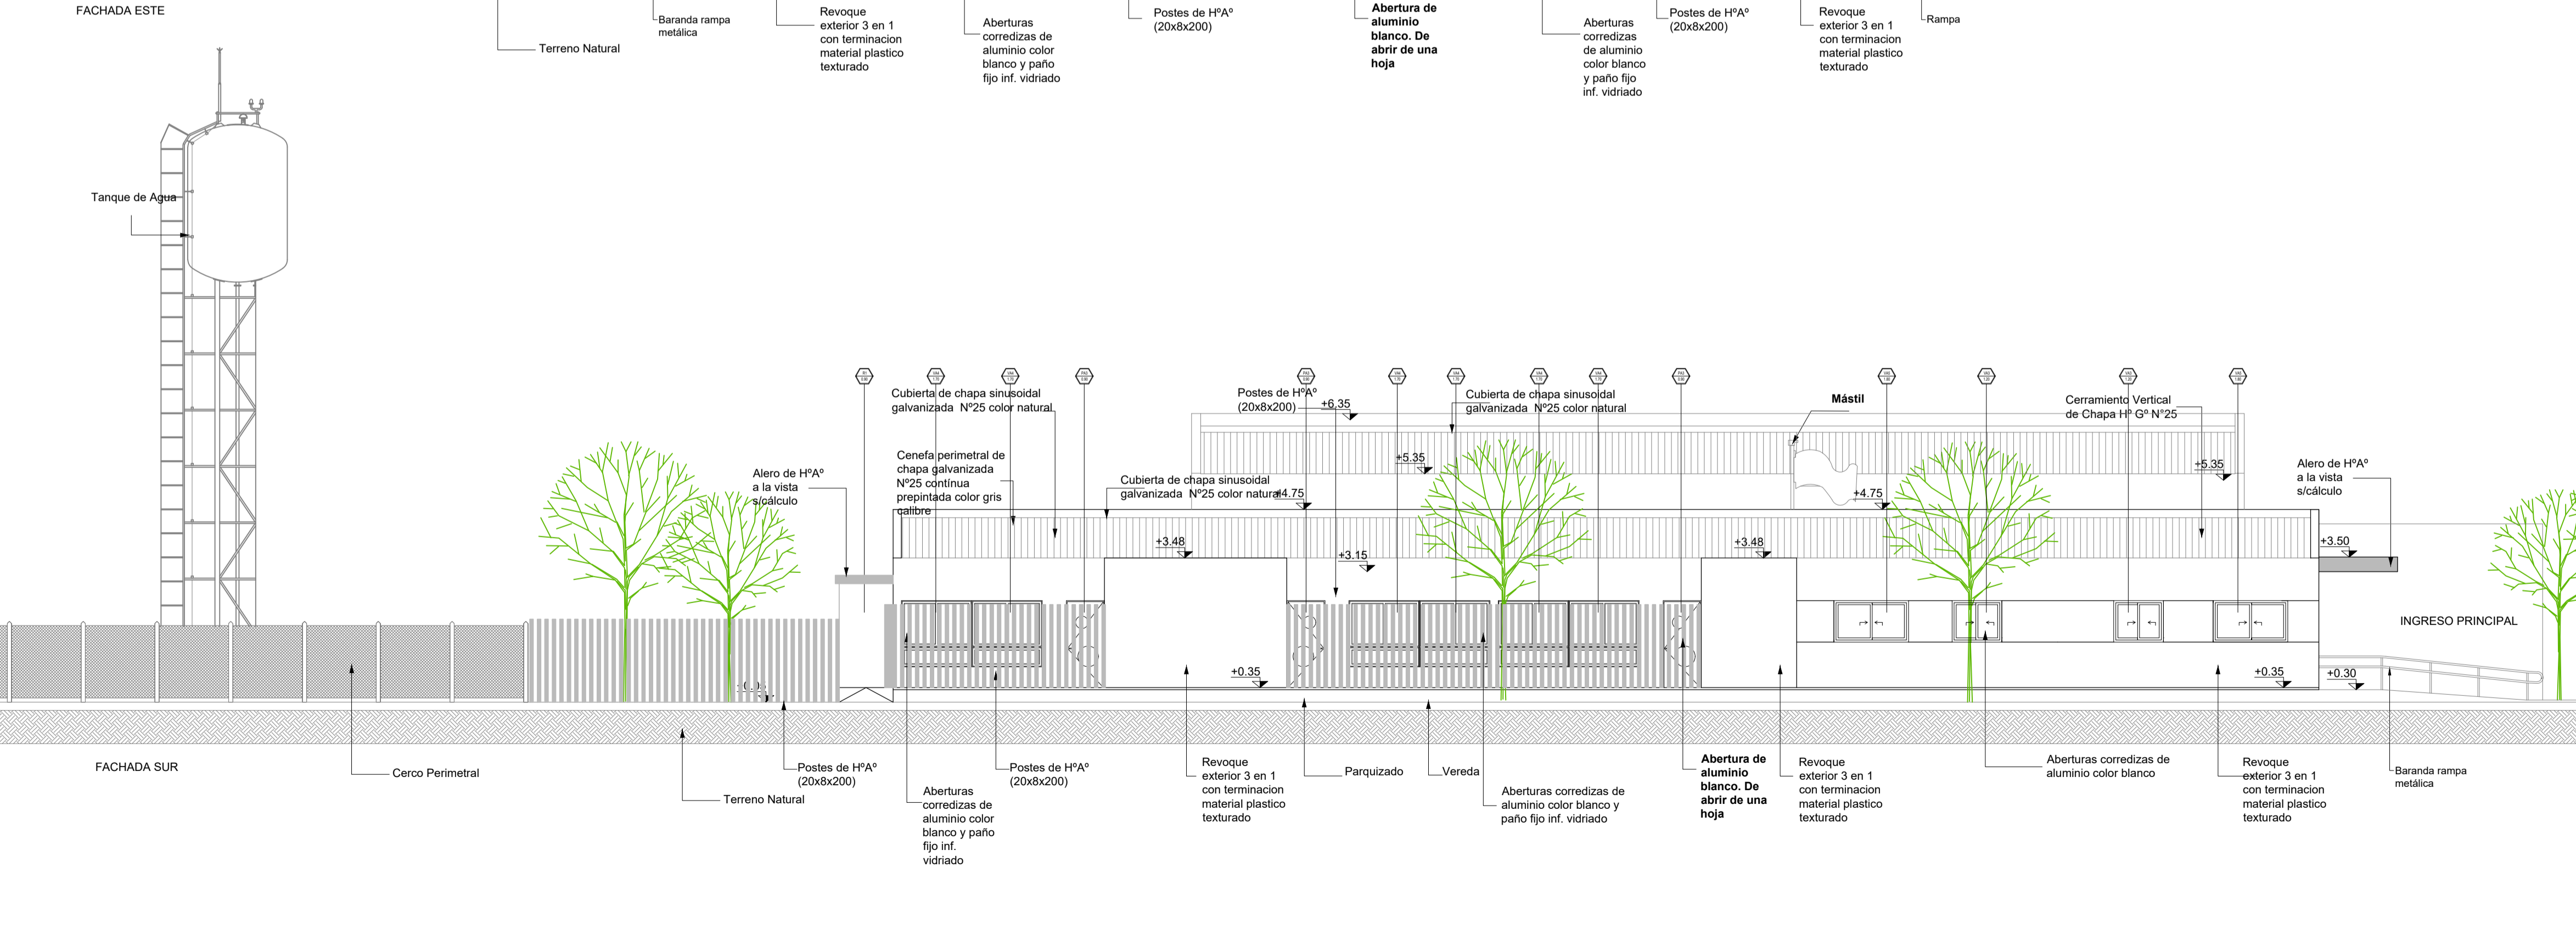 FACHADA ESTE
Baranda rampa
metálica
Terreno Natural
Revoque
exterior 3 en 1
con terminacion
material plastico
texturado
Aberturas
corredizas de
aluminio color
blanco y paño
fijo inf. vidriado
Postes de HºAº
(20x8x200)
Abertura de
aluminio
blanco. De
abrir de una
hoja
Aberturas
corredizas
de aluminio
color blanco
y paño fijo
inf. vidriado
Postes de HºAº
(20x8x200)
Revoque
exterior 3 en 1
con terminacion
material plastico
texturado
Rampa
Tanque de Agua
Cubierta de chapa sinusoidal
galvanizada Nº25 color natural
Postes de HºAº
(20x8x200)
+6.35
Cubierta de chapa sinusoidal
galvanizada Nº25 color natural
Mástil
Cerramiento Vertical
de Chapa Hº Gº N°25
Alero de HºAº
a la vista
s/cálculo
Cenefa perimetral de
chapa galvanizada
Nº25 contínua
prepintada color gris
calibre
Cubierta de chapa sinusoidal
galvanizada Nº25 color natural
+4.75
+5.35
+4.75
+5.35
Alero de HºAº
a la vista
s/cálculo
+3.48
+3.15
+3.48
+3.50
INGRESO PRINCIPAL
+0.35
+0.35
+0.30
FACHADA SUR
Cerco Perimetral
Terreno Natural
Postes de HºAº
(20x8x200)
Aberturas
corredizas de
aluminio color
blanco y paño
fijo inf.
vidriado
Postes de HºAº
(20x8x200)
Revoque
exterior 3 en 1
con terminacion
material plastico
texturado
Parquizado
Vereda
Aberturas corredizas de
aluminio color blanco y
paño fijo inf. vidriado
Abertura de
aluminio
blanco. De
abrir de una
hoja
Revoque
exterior 3 en 1
con terminacion
material plastico
texturado
Aberturas corredizas de
aluminio color blanco
Revoque
exterior 3 en 1
con terminacion
material plastico
texturado
Baranda rampa
metálica